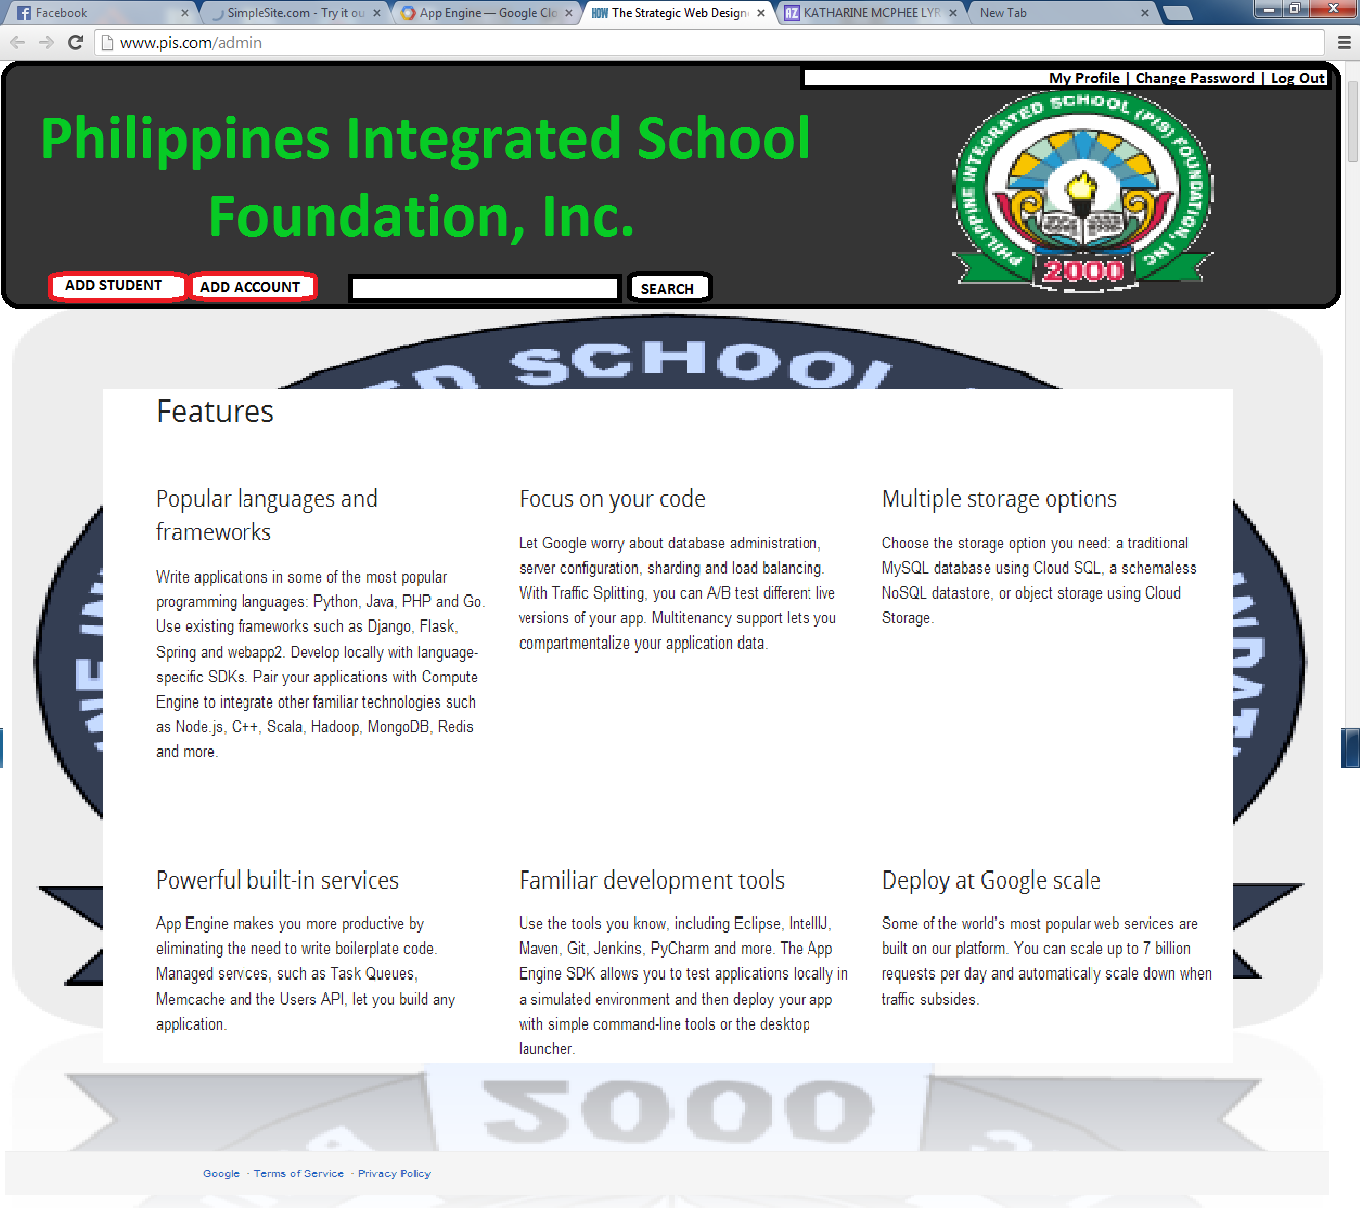 Facebook
SimpleSite.com - Try it ou
App Engine — Google Clo
HOW The Strategic Web Design
AZ KATHARINE MCPHEE LYR
New Tab
www.pis.com/admin
My Profile | Change Password | Log Out
Philippines Integrated School
Foundation, Inc.
PHILIPPINE INTEGRATED SCHOOL (PIS) FOUNDATION, INC
2000
ADD STUDENT
ADD ACCOUNT
SEARCH
SCHOOL
Features
Popular languages and
frameworks
Write applications in some of the most popular
programming languages: Python, Java, PHP and Go.
Use existing frameworks such as Django, Flask,
Spring and webapp2. Develop locally with language-
specific SDKs. Pair your applications with Compute
Engine to integrate other familiar technologies such
as Node.js, C++, Scala, Hadoop, MongoDB, Redis
and more.
Focus on your code
Let Google worry about database administration,
server configuration, sharding and load balancing.
With Traffic Splitting, you can A/B test different live
versions of your app. Multitenancy support lets you
compartmentalize your application data.
Multiple storage options
Choose the storage option you need: a traditional
MySQL database using Cloud SQL, a schemaless
NoSQL datastore, or object storage using Cloud
Storage.
Powerful built-in services
App Engine makes you more productive by
eliminating the need to write boilerplate code.
Managed services, such as Task Queues,
Memcache and the Users API, let you build any
application.
Familiar development tools
Use the tools you know, including Eclipse, IntelliJ,
Maven, Git, Jenkins, PyCharm and more. The App
Engine SDK allows you to test applications locally in
a simulated environment and then deploy your app
with simple command-line tools or the desktop
launcher.
Deploy at Google scale
Some of the world's most popular web services are
built on our platform. You can scale up to 7 billion
requests per day and automatically scale down when
traffic subsides.
2000
Google - Terms of Service - Privacy Policy